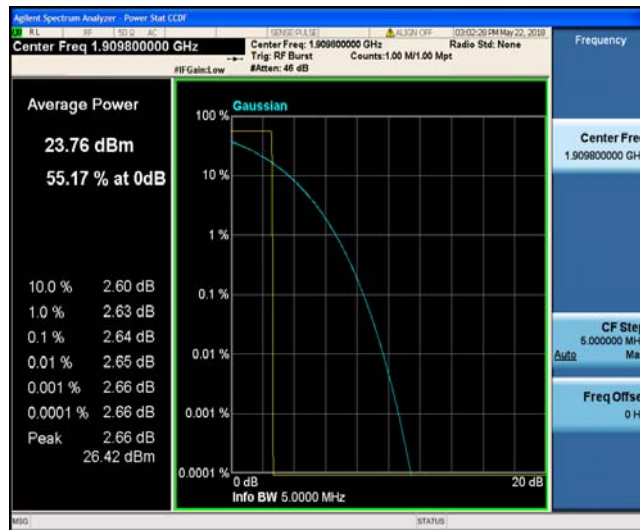 Agilent Spectrum Analyzer - Power Stat CCDF
RL RF 50 Ω AC SENSE:PULSE ALIGN OFF 03:02:28 PM May 22, 2018
Center Freq 1.909800000 GHz
Center Freq: 1.909800000 GHz Radio Std: None
Trig: RF Burst Counts:1.00 M/1.00 Mpt
#IFGain:Low #Atten: 46 dB
Frequency
Average Power
23.76 dBm
55.17 % at 0dB
10.0 % 2.60 dB
1.0 % 2.63 dB
0.1 % 2.64 dB
0.01 % 2.65 dB
0.001 % 2.66 dB
0.0001 % 2.66 dB
Peak 2.66 dB
26.42 dBm
Gaussian
100 %
10 %
1 %
0.1 %
0.01 %
0.001 %
0.0001 %
0 dB 20 dB
Info BW 5.0000 MHz
Center Fre
1.909800000 GH
CF Step
5.000000 MH
Auto Ma
Freq Offse
0 H
MSG STATUS